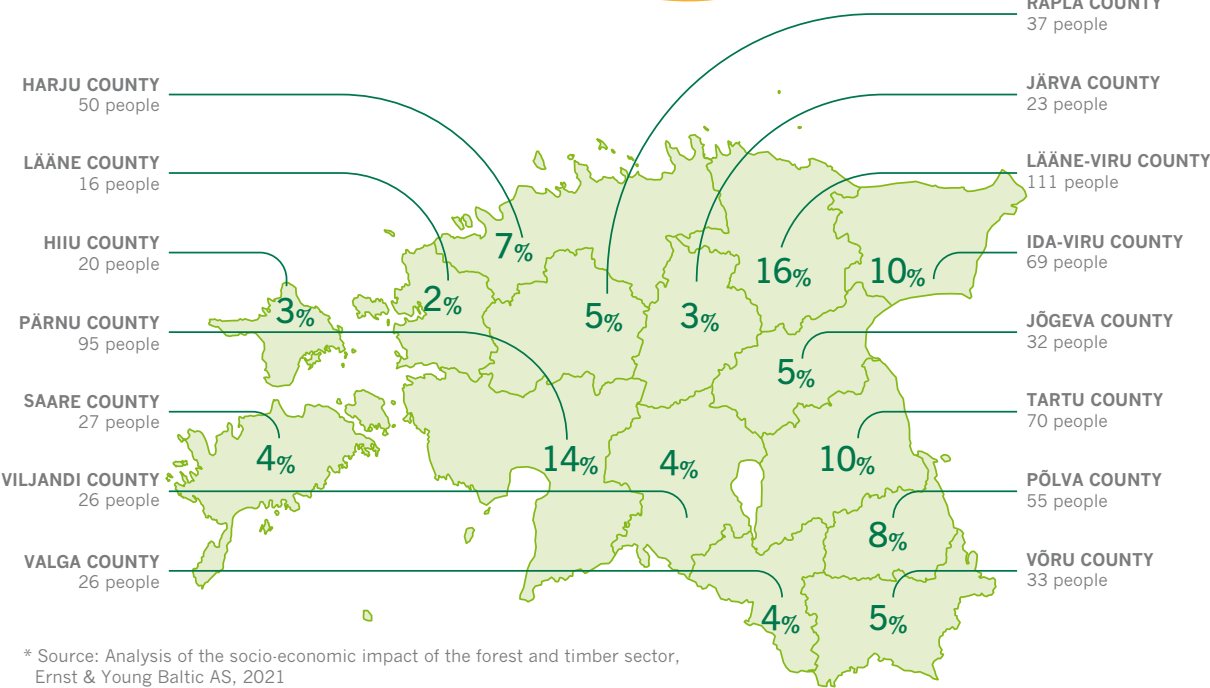 RAPLA COUNTY
37 people
HARJU COUNTY
50 people
JÄRVA COUNTY
23 people
LÄÄNE COUNTY
16 people
LÄÄNE-VIRU COUNTY
111 people
HIIU COUNTY
20 people
IDA-VIRU COUNTY
69 people
PÄRNU COUNTY
95 people
JÕGEVA COUNTY
32 people
SAARE COUNTY
27 people
TARTU COUNTY
70 people
VILJANDI COUNTY
26 people
PÕLVA COUNTY
55 people
VALGA COUNTY
26 people
VÕRU COUNTY
33 people
7%
16%
10%
2%
3%
5%
3%
5%
4%
14%
4%
10%
8%
4%
5%
* Source: Analysis of the socio-economic impact of the forest and timber sector,
Ernst & Young Baltic AS, 2021